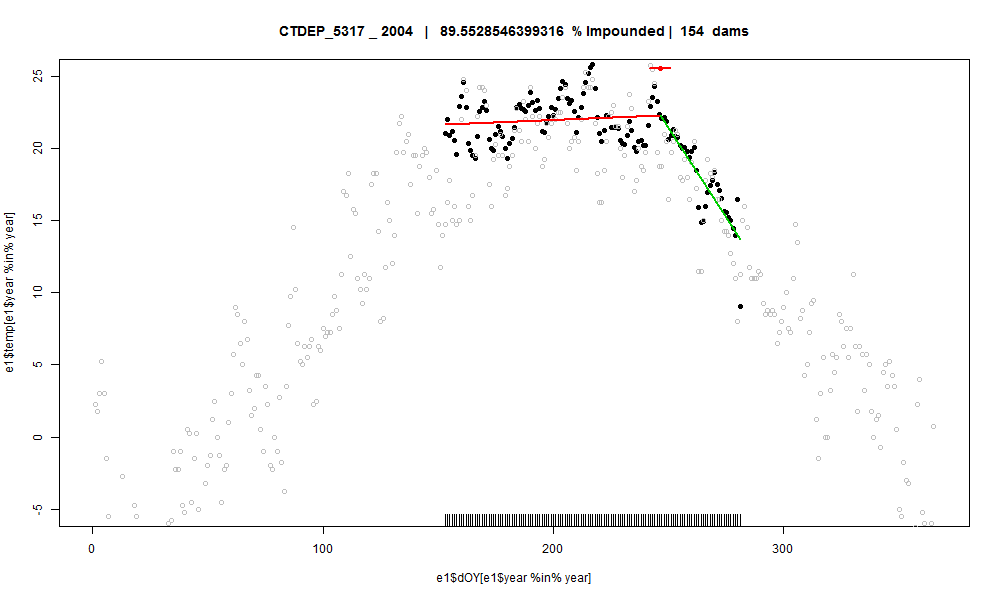 CTDEP_5317 _ 2004 | 89.5528546399316 % Impounded | 154 dams
e1$temp[e1$year %in% year]
25
20
15
10
5
0
-5
0 100 200 300
e1$dOY[e1$year %in% year]